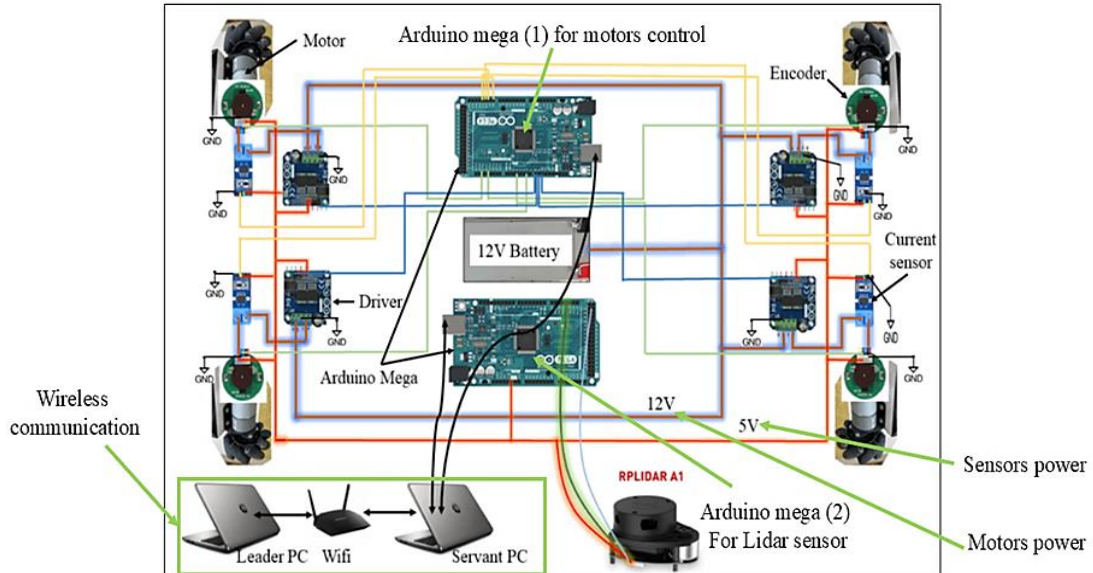 Motor
Arduino mega (1) for motors control
Encoder
GND
GND
GND
GND
GND
GND
GND
GND
12V Battery
Current
sensor
GND
Driver
GND
GND
GND
GND
GND
Arduino Mega
GND
Wireless
communication
12V
5V
Sensors power
RPLIDAR A1
Arduino mega (2)
For Lidar sensor
Motors power
Leader PC
Wifi
Servant PC